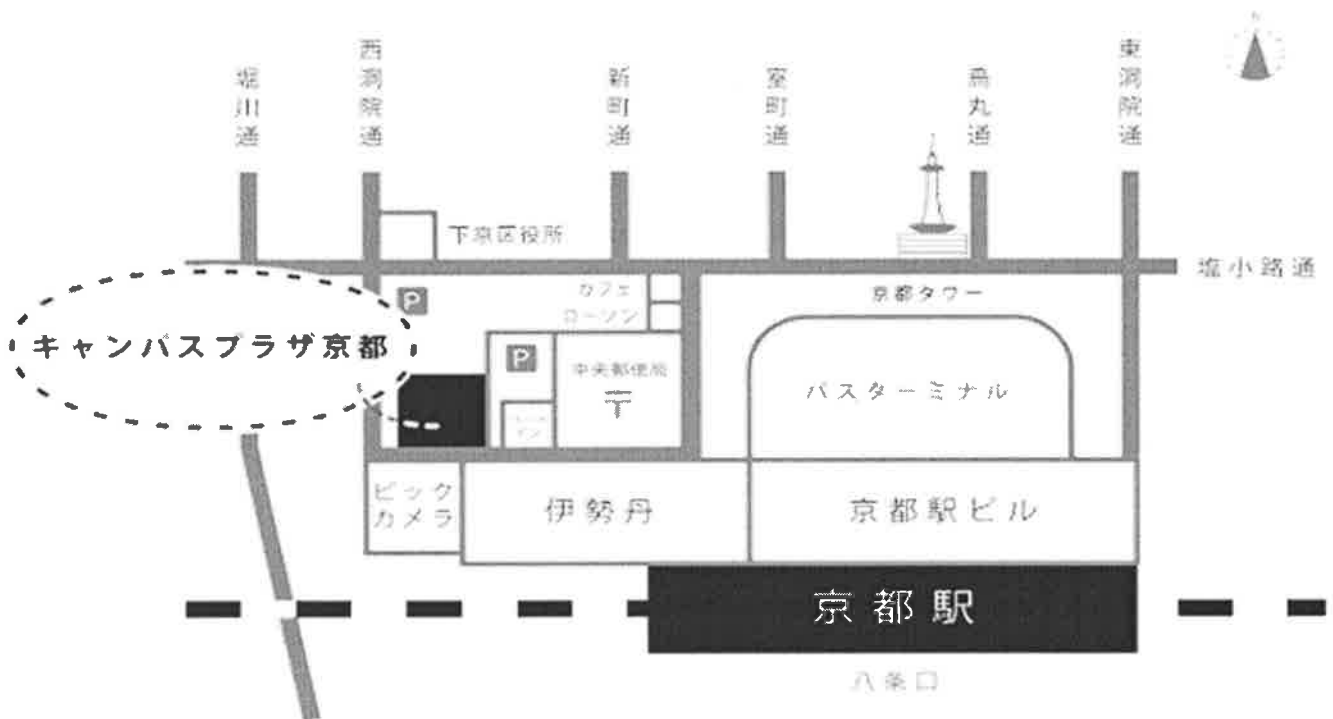 堀川通
西洞院通
新町通
室町通
烏丸通
東洞院通
下京区役所
塩小路通
カフェ
ローソン
京都タワー
P
キャンパスプラザ京都
P
中央郵便局
〒
バスターミナル
ビック
カメラ
伊勢丹
京都駅ビル
京都駅
八条口